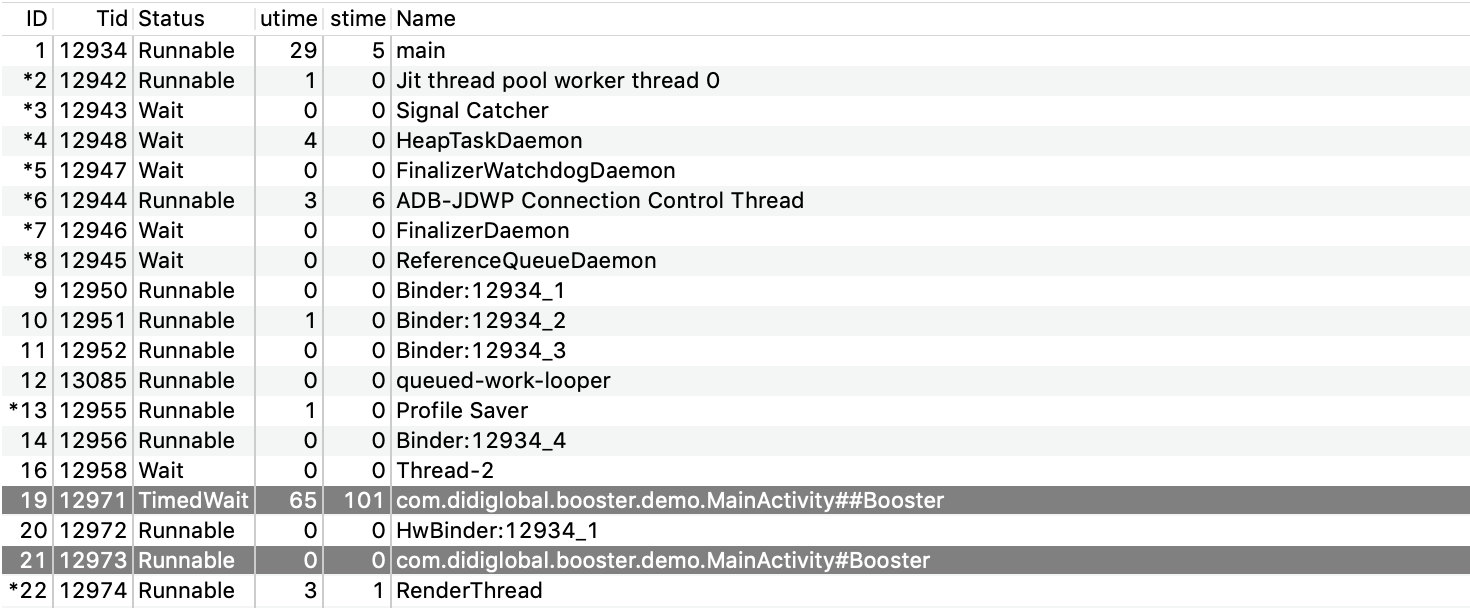 ID Tid Status utime stime Name
1 12934 Runnable 29 5 main
*2 12942 Runnable 1 0 Jit thread pool worker thread 0
*3 12943 Wait 0 0 Signal Catcher
*4 12948 Wait 4 0 HeapTaskDaemon
*5 12947 Wait 0 0 FinalizerWatchdogDaemon
*6 12944 Runnable 3 6 ADB-JDWP Connection Control Thread
*7 12946 Wait 0 0 FinalizerDaemon
*8 12945 Wait 0 0 ReferenceQueueDaemon
9 12950 Runnable 0 0 Binder:12934_1
10 12951 Runnable 1 0 Binder:12934_2
11 12952 Runnable 0 0 Binder:12934_3
12 13085 Runnable 0 0 queued-work-looper
*13 12955 Runnable 1 0 Profile Saver
14 12956 Runnable 0 0 Binder:12934_4
16 12958 Wait 0 0 Thread-2
19 12971 TimedWait 65 101 com.didiglobal.booster.demo.MainActivity##Booster
20 12972 Runnable 0 0 HwBinder:12934_1
21 12973 Runnable 0 0 com.didiglobal.booster.demo.MainActivity#Booster
*22 12974 Runnable 3 1 RenderThread